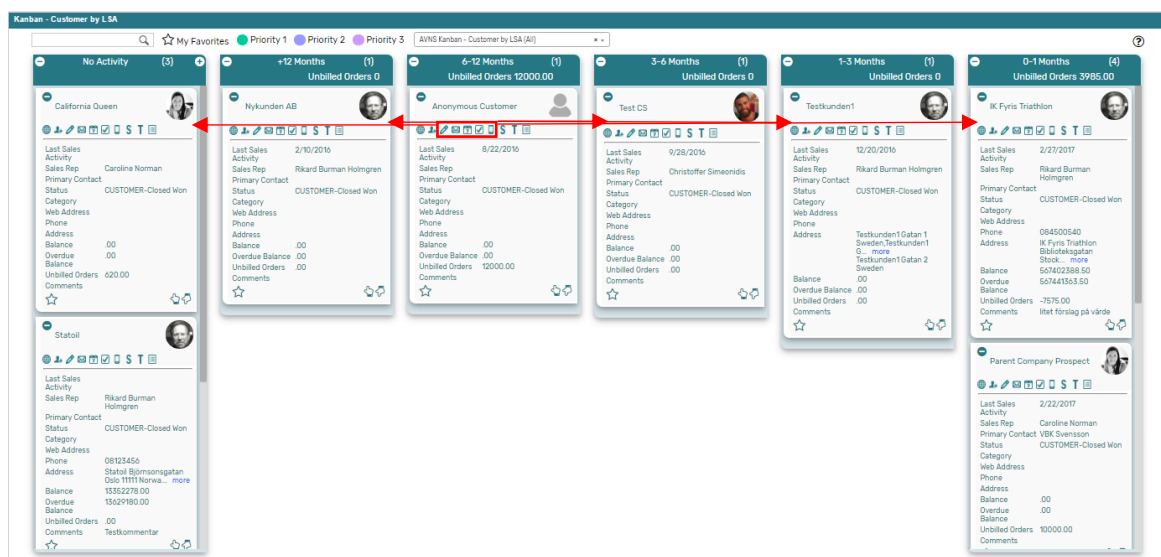 Kanban - Customer by LSA
My Favorites Priority 1 Priority 2 Priority 3 AVNS Kanban - Customer by LSA (All)
No Activity (3)
California Queen
S T
Last Sales Activity
Sales Rep Caroline Norman
Primary Contact
Status CUSTOMER-Closed Won
Category
Web Address
Phone
Address
Balance .00
Overdue Balance .00
Unbilled Orders 620.00
Comments
Statoil
S T
Last Sales Activity
Sales Rep Rikard Burman Holmgren
Primary Contact
Status CUSTOMER-Closed Won
Category
Web Address
Phone 08123456
Address Statoil Björnsonsgatan
Oslo 11111 Norwa... more
Balance 13352278.00
Overdue Balance 13629180.00
Unbilled Orders .00
Comments Testkommentar
+12 Months (1)
Unbilled Orders 0
Nykunden AB
S T
Last Sales Activity 2/10/2016
Sales Rep Rikard Burman Holmgren
Primary Contact
Status CUSTOMER-Closed Won
Category
Web Address
Phone
Address
Balance .00
Overdue Balance .00
Unbilled Orders .00
Comments
6-12 Months (1)
Unbilled Orders 12000.00
Anonymous Customer
S T
Last Sales Activity 8/22/2016
Sales Rep
Primary Contact
Status CUSTOMER-Closed Won
Category
Web Address
Phone
Address
Balance .00
Overdue Balance .00
Unbilled Orders 12000.00
Comments
3-6 Months (1)
Unbilled Orders 0
Test CS
S T
Last Sales Activity 9/28/2016
Sales Rep Christoffer Simeonidis
Primary Contact
Status CUSTOMER-Closed Won
Category
Web Address
Phone
Address
Balance .00
Overdue Balance .00
Unbilled Orders .00
Comments
1-3 Months (1)
Unbilled Orders 0
Testkunden1
S T
Last Sales Activity 12/20/2016
Sales Rep Rikard Burman Holmgren
Primary Contact
Status CUSTOMER-Closed Won
Category
Web Address
Phone
Address Testkunden1 Gatan 1
Sweden,Testkunden1
G... more
Testkunden1 Gatan 2
Sweden
Balance .00
Overdue Balance .00
Unbilled Orders .00
Comments
0-1 Months (4)
Unbilled Orders 3985.00
IK Fyris Triathlon
S T
Last Sales Activity 2/27/2017
Sales Rep Rikard Burman Holmgren
Primary Contact
Status CUSTOMER-Closed Won
Category
Web Address
Phone 084500540
Address IK Fyris Triathlon
Biblioteksgatan
Stock... more
Balance 567402388.50
Overdue Balance 567441363.50
Unbilled Orders -7575.00
Comments litet förslag på värde
Parent Company Prospect
S T
Last Sales Activity 2/22/2017
Sales Rep Caroline Norman
Primary Contact VBK Svensson
Status CUSTOMER-Closed Won
Category
Web Address
Phone
Address
Balance .00
Overdue Balance .00
Unbilled Orders 10000.00
Comments